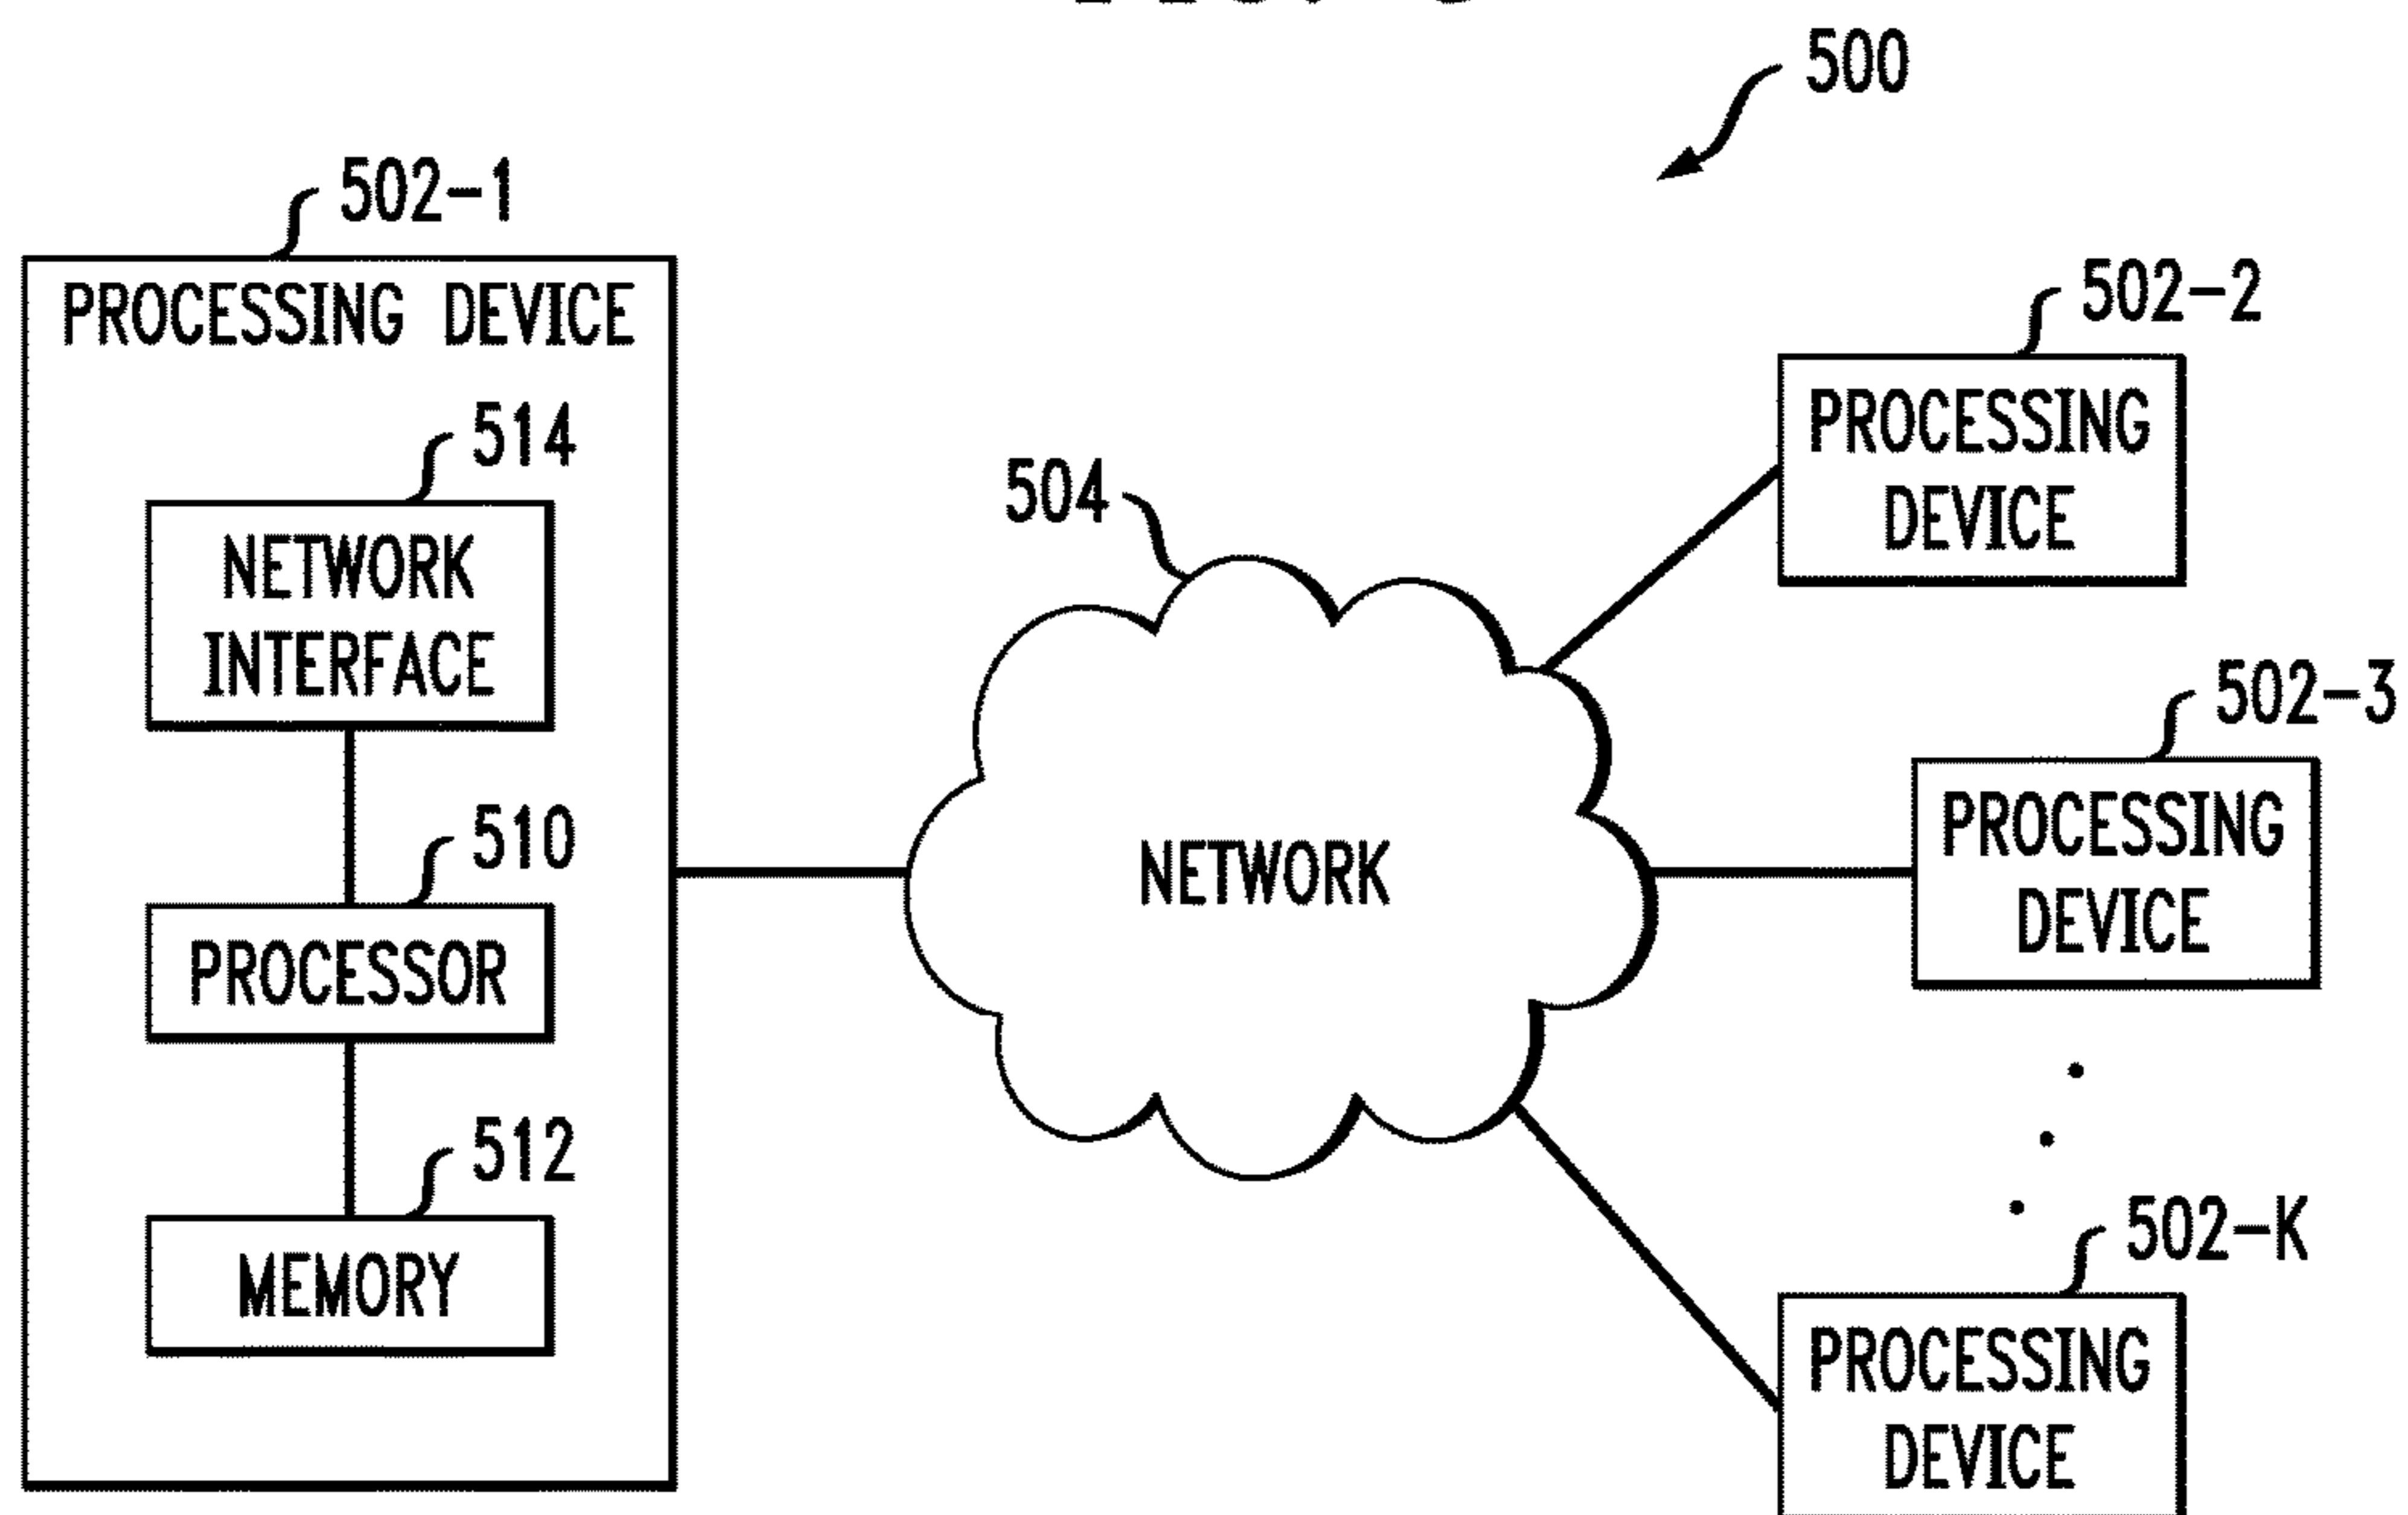 500
502-1
PROCESSING DEVICE
514
NETWORK
INTERFACE
510
PROCESSOR
512
MEMORY
504
NETWORK
502-2
PROCESSING
DEVICE
502-3
PROCESSING
DEVICE
502-K
PROCESSING
DEVICE